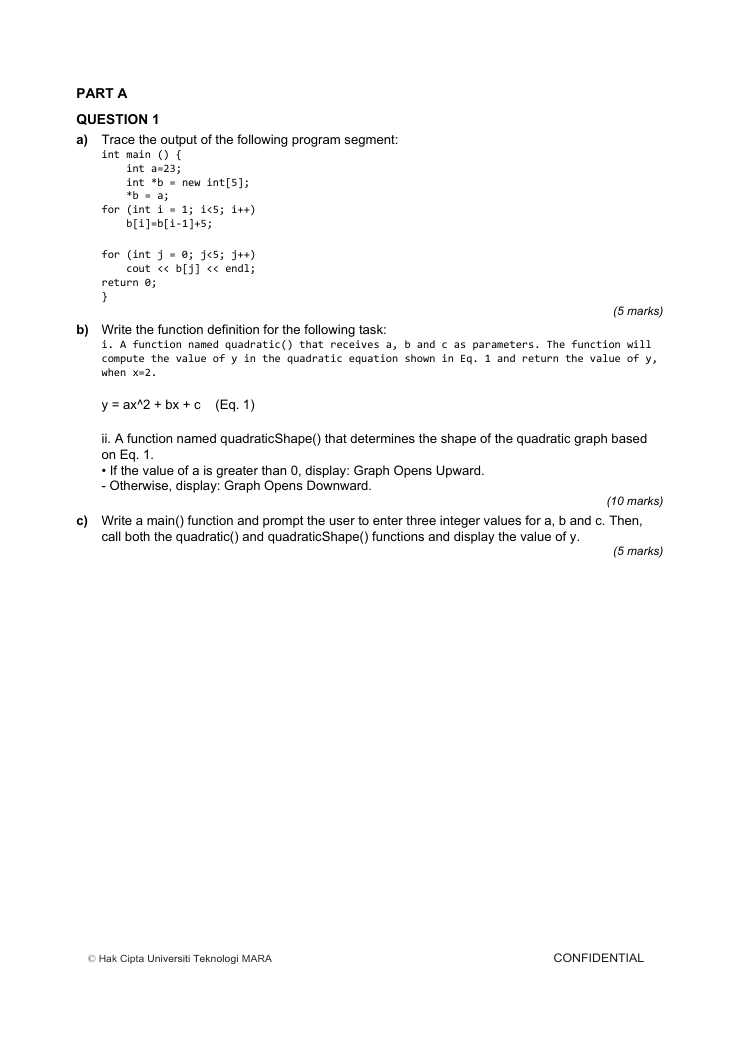 PART A
QUESTION 1
a) Trace the output of the following program segment:
int main () {
    int a=23;
    int *b = new int[5];
    *b = a;
for (int i = 1; i<5; i++)
    b[i]=b[i-1]+5;

for (int j = 0; j<5; j++)
    cout << b[j] << endl;
return 0;
}
(5 marks)
b) Write the function definition for the following task:
i. A function named quadratic() that receives a, b and c as parameters. The function will
compute the value of y in the quadratic equation shown in Eq. 1 and return the value of y,
when x=2.
y = ax^2 + bx + c (Eq. 1)
ii. A function named quadraticShape() that determines the shape of the quadratic graph based
on Eq. 1.
• If the value of a is greater than 0, display: Graph Opens Upward.
- Otherwise, display: Graph Opens Downward.
(10 marks)
c) Write a main() function and prompt the user to enter three integer values for a, b and c. Then,
call both the quadratic() and quadraticShape() functions and display the value of y.
(5 marks)
© Hak Cipta Universiti Teknologi MARA CONFIDENTIAL